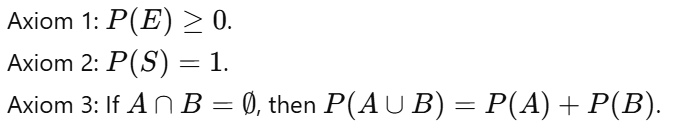 Axiom 1: P(E) ≥ 0.
Axiom 2: P(S) = 1.
Axiom 3: If A ∩ B = ∅, then P(A ∪ B) = P(A) + P(B).